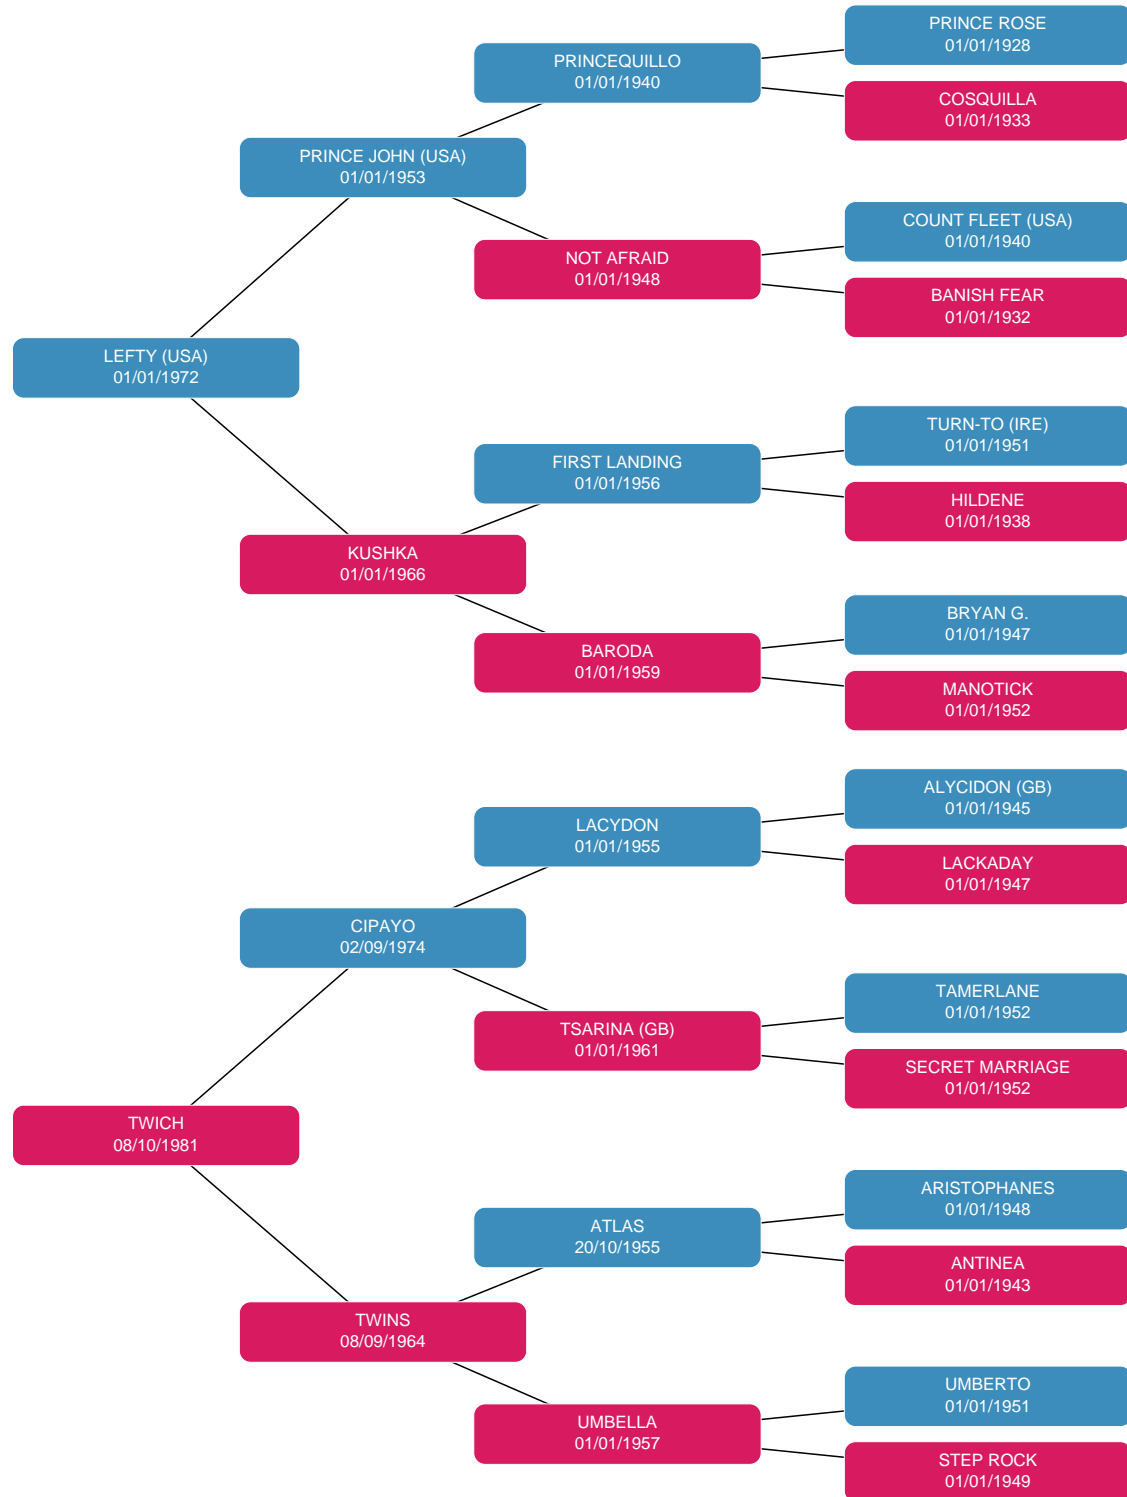 PRINCE ROSE
01/01/1928
PRINCEQUILLO
01/01/1940
COSQUILLA
01/01/1933
PRINCE JOHN (USA)
01/01/1953
COUNT FLEET (USA)
01/01/1940
NOT AFRAID
01/01/1948
BANISH FEAR
01/01/1932
LEFTY (USA)
01/01/1972
TURN-TO (IRE)
01/01/1951
FIRST LANDING
01/01/1956
HILDENE
01/01/1938
KUSHKA
01/01/1966
BRYAN G.
01/01/1947
BARODA
01/01/1959
MANOTICK
01/01/1952
ALYCIDON (GB)
01/01/1945
LACYDON
01/01/1955
LACKADAY
01/01/1947
CIPAYO
02/09/1974
TAMERLANE
01/01/1952
TSARINA (GB)
01/01/1961
SECRET MARRIAGE
01/01/1952
TWICH
08/10/1981
ARISTOPHANES
01/01/1948
ATLAS
20/10/1955
ANTINEA
01/01/1943
TWINS
08/09/1964
UMBERTO
01/01/1951
UMBELLA
01/01/1957
STEP ROCK
01/01/1949